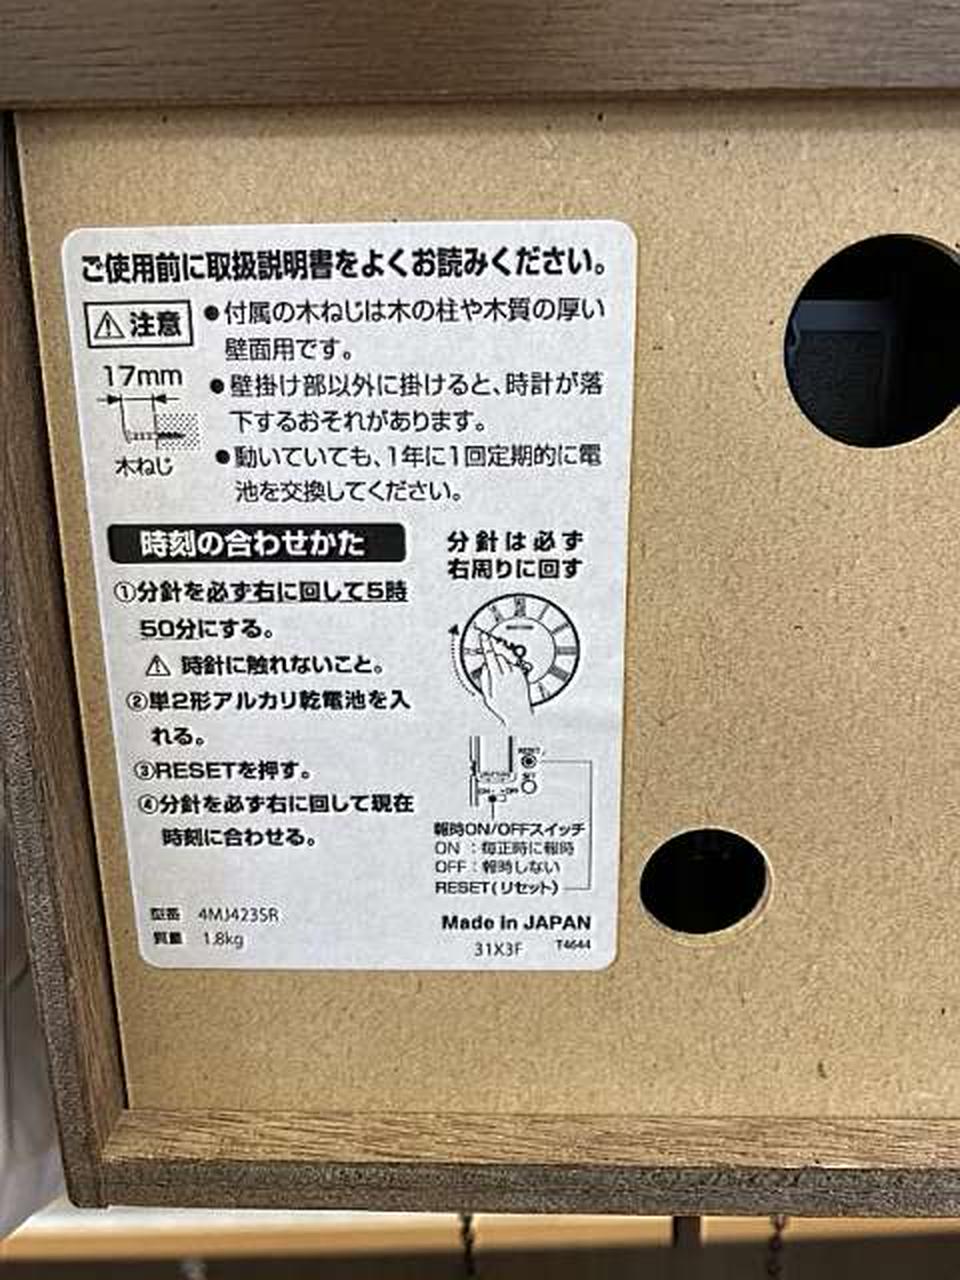 ご使用前に取扱説明書をよくお読みください。
⚠注意
17mm
木ねじ
●付属の木ねじは木の柱や木質の厚い
壁面用です。
●壁掛け部以外に掛けると、時計が落
下するおそれがあります。
●動いていても、1年に1回定期的に電
池を交換してください。
時刻の合わせかた
①分針を必ず右に回して5時
50分にする。
⚠ 時針に触れないこと。
②単2形アルカリ乾電池を入
れる。
③RESETを押す。
④分針を必ず右に回して現在
時刻に合わせる。
分針は必ず
右周りに回す
RESET
報時ON/OFFスイッチ
ON：毎正時に報時
OFF：報時しない
RESET(リセット)
型番 4MJ423SR
質量 1.8kg
Made in JAPAN
31X3F T4644